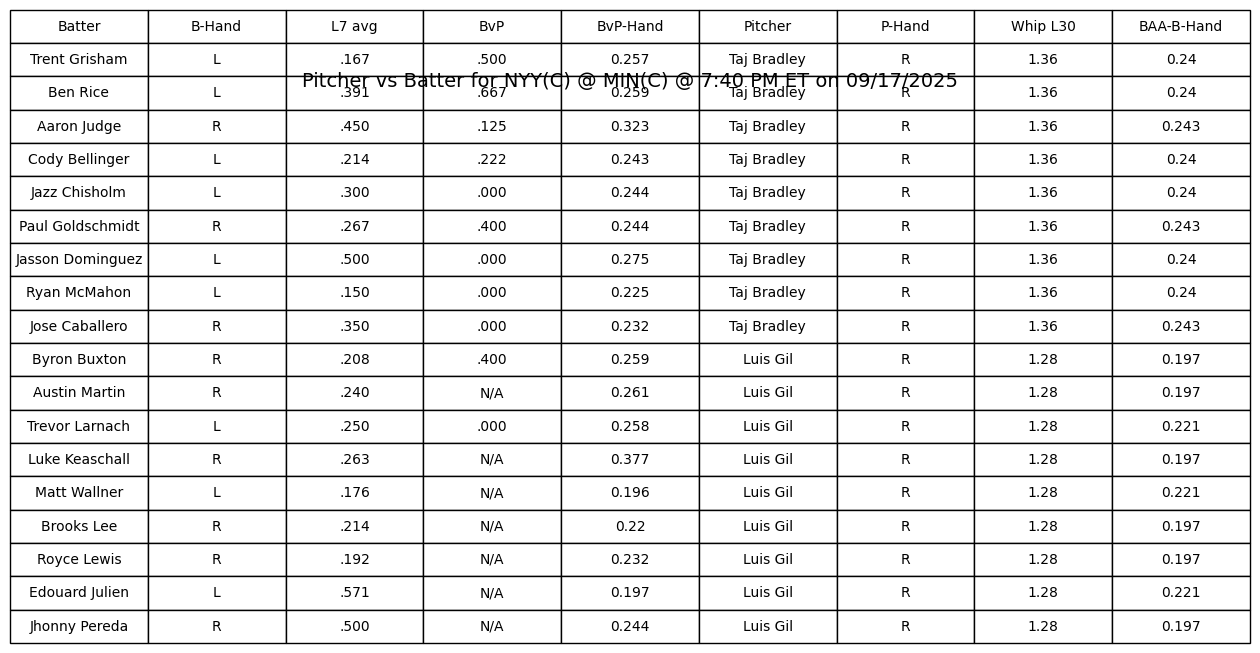 Batter B-Hand L7 avg BvP BvP-Hand Pitcher P-Hand Whip L30 BAA-B-Hand
Trent Grisham L .167 .500 0.257 Taj Bradley R 1.36 0.24
Pitcher vs Batter for NYY(C) @ MIN(C) @ 7:40 PM ET on 09/17/2025
Ben Rice L .391 .667 0.259 Taj Bradley R 1.36 0.24
Aaron Judge R .450 .125 0.323 Taj Bradley R 1.36 0.243
Cody Bellinger L .214 .222 0.243 Taj Bradley R 1.36 0.24
Jazz Chisholm L .300 .000 0.244 Taj Bradley R 1.36 0.24
Paul Goldschmidt R .267 .400 0.244 Taj Bradley R 1.36 0.243
Jasson Dominguez L .500 .000 0.275 Taj Bradley R 1.36 0.24
Ryan McMahon L .150 .000 0.225 Taj Bradley R 1.36 0.24
Jose Caballero R .350 .000 0.232 Taj Bradley R 1.36 0.243
Byron Buxton R .208 .400 0.259 Luis Gil R 1.28 0.197
Austin Martin R .240 N/A 0.261 Luis Gil R 1.28 0.197
Trevor Larnach L .250 .000 0.258 Luis Gil R 1.28 0.221
Luke Keaschall R .263 N/A 0.377 Luis Gil R 1.28 0.197
Matt Wallner L .176 N/A 0.196 Luis Gil R 1.28 0.221
Brooks Lee R .214 N/A 0.22 Luis Gil R 1.28 0.197
Royce Lewis R .192 N/A 0.232 Luis Gil R 1.28 0.197
Edouard Julien L .571 N/A 0.197 Luis Gil R 1.28 0.221
Jhonny Pereda R .500 N/A 0.244 Luis Gil R 1.28 0.197